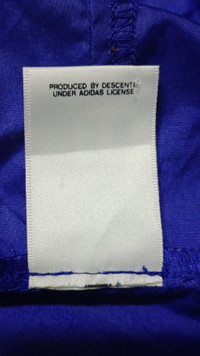 PRODUCED BY DESCENTE
UNDER ADIDAS LICENSE